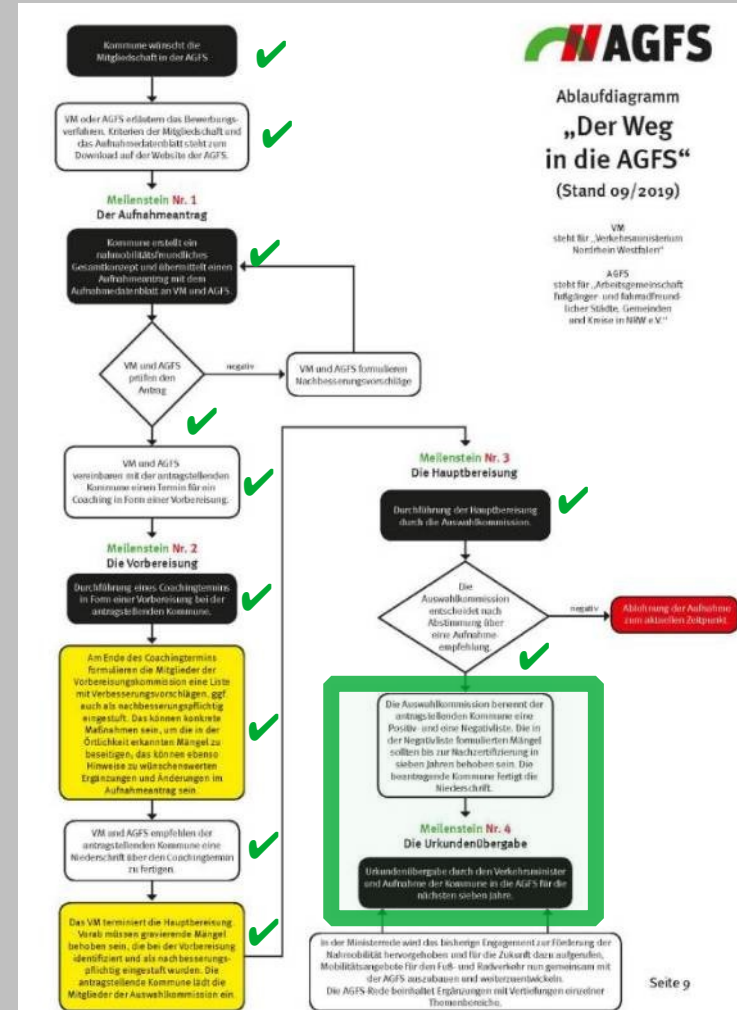 Kommune wünscht die
Mitgliedschaft in der AGFS
VM oder AGFS erläutern das Bewerbungs-
verfahren. Kriterien der Mitgliedschaft und
das Aufnahmedatenblatt steht zum
Download auf der Website der AGFS.
Meilenstein Nr. 1
Der Aufnahmeantrag
Kommune erstellt ein
nahmobilitätsfreundliches
Gesamtkonzept und übermittelt einen
Aufnahmeantrag mit dem
Aufnahmedatenblatt an VM und AGFS.
VM und AGFS
prüfen den
Antrag
negativ
VM und AGFS formulieren
Nachbesserungsvorschläge
VM und AGFS
vereinbaren mit der antragstellenden
Kommune einen Termin für ein
Coaching in Form einer Vorbereisung.
Meilenstein Nr. 2
Die Vorbereisung
Durchführung eines Coachingtermins
in Form einer Vorbereisung bei der
antragstellenden Kommune.
Am Ende des Coachingtermins
formulieren die Mitglieder der
Vorbereisungskommission eine Liste
mit Verbesserungsvorschlägen, ggf.
auch als nachbesserungspflichtig
eingestuft. Das können konkrete
Maßnahmen sein, um die in der
Örtlichkeit erkannten Mängel zu
beseitigen, das können ebenso
Hinweise zu wünschenswerten
Ergänzungen und Änderungen im
Aufnahmeantrag sein.
VM und AGFS empfehlen der
antragstellenden Kommune eine
Niederschrift über den Coachingtermin
zu fertigen.
Das VM terminiert die Hauptbereisung.
Vorab müssen gravierende Mängel
behoben sein, die bei der Vorbereisung
identifiziert und als nachbesserungs-
pflichtig eingestuft wurden. Die
antragstellende Kommune lädt die
Mitglieder der Auswahlkommission ein.
AGFS
Ablaufdiagramm
„Der Weg
in die AGFS“
(Stand 09/2019)
VM
steht für „Verkehrsministerium
Nordrhein Westfalen“
AGFS
steht für „Arbeitsgemeinschaft
fußgänger- und fahrradfreund-
licher Städte, Gemeinden
und Kreise in NRW e.V.“
Meilenstein Nr. 3
Die Hauptbereisung
Durchführung der Hauptbereisung
durch die Auswahlkommission.
Die
Auswahlkommission
entscheidet nach
Abstimmung über
eine Aufnahme
empfehlung.
negativ
Ablehnung der Aufnahme
zum aktuellen Zeitpunkt
Die Auswahlkommission benennt der
antragstellenden Kommune eine
Positiv- und eine Negativliste. Die in
der Negativliste formulierten Mängel
sollten bis zur Nachzertifizierung in
sieben Jahren behoben sein. Die
beantragende Kommune fertigt die
Niederschrift.
Meilenstein Nr. 4
Die Urkundenübergabe
Urkundenübergabe durch den Verkehrsminister
und Aufnahme der Kommune in die AGFS für die
nächsten sieben Jahre.
In der Ministerrede wird das bisherige Engagement zur Förderung der
Nahmobilität hervorgehoben und für die Zukunft dazu aufgerufen,
Mobilitätsangebote für den Fuß- und Radverkehr nun gemeinsam mit
der AGFS auszubauen und weiterzuentwickeln.
Die AGFS-Rede beinhaltet Ergänzungen mit Vertiefungen einzelner
Themenbereiche.
Seite 9